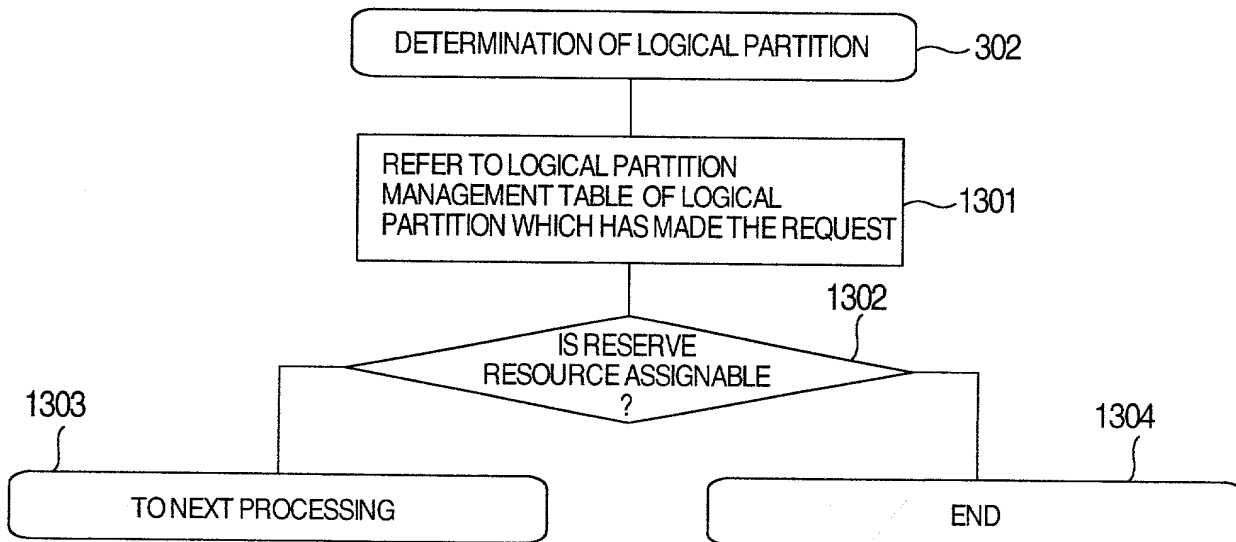 DETERMINATION OF LOGICAL PARTITION
302
REFER TO LOGICAL PARTITION
MANAGEMENT TABLE OF LOGICAL
PARTITION WHICH HAS MADE THE REQUEST
1301
1302
IS RESERVE
RESOURCE ASSIGNABLE
?
1303
TO NEXT PROCESSING
1304
END